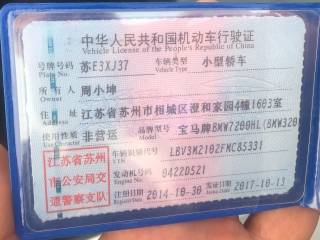 中华人民共和国机动车行驶证
Vehicle License of the People's Republic of China
号牌号码 苏E3XJ37 车辆类型 小型轿车
Plate No. Vehicle Type
所有人 周小坤
Owner
住址 江苏省苏州市相城区澄和家园4幢1603室
Address
使用性质 非营运 品牌型号 宝马牌BMW7200HL(BMW320
Use Character Model
江苏省苏州
市公安局交
通警察支队
车辆识别代号 LBV3M2102FMC85331
VIN
发动机号码 0422D521
Engine No.
注册日期 2014-10-30 发证日期 2017-10-13